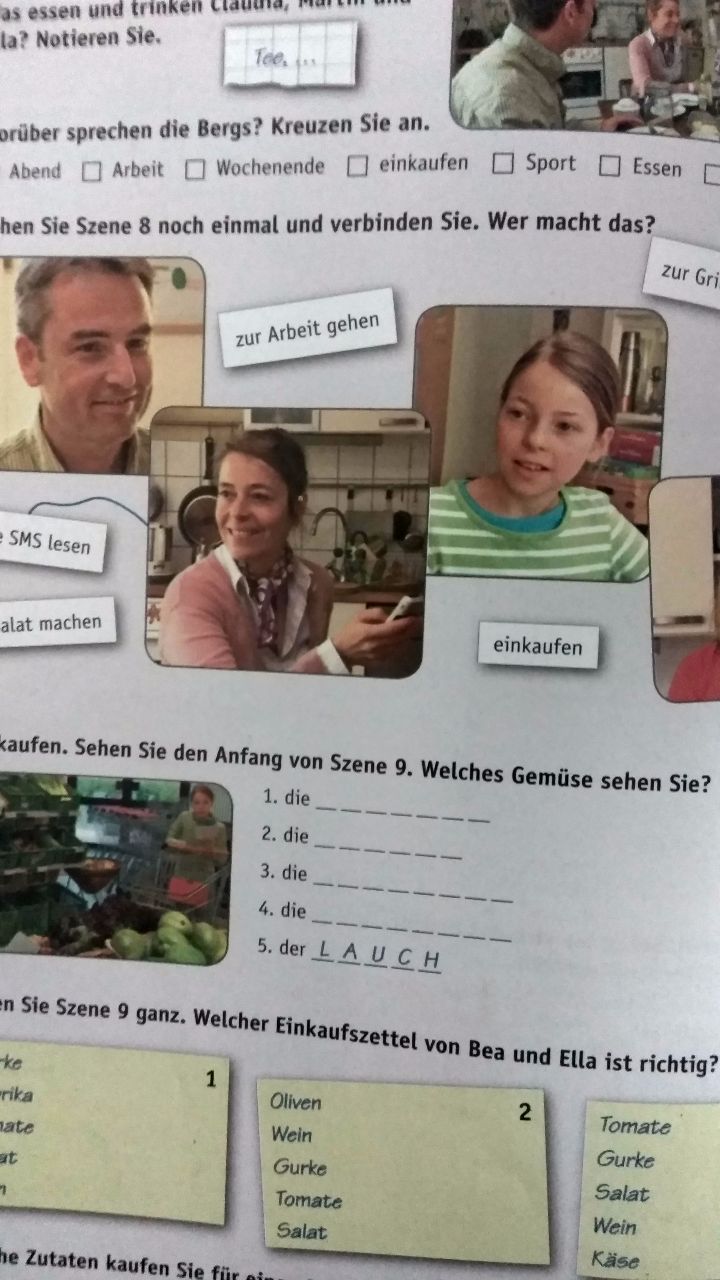 as essen und trinken Claudia, Martin und
la? Notieren Sie.
Tee, ...
orüber sprechen die Bergs? Kreuzen Sie an.
Abend Arbeit Wochenende einkaufen Sport Essen
hen Sie Szene 8 noch einmal und verbinden Sie. Wer macht das?
zur Gri
zur Arbeit gehen
e SMS lesen
alat machen
einkaufen
kaufen. Sehen Sie den Anfang von Szene 9. Welches Gemüse sehen Sie?
1. die _ _ _ _ _ _ _
2. die _ _ _ _ _ _
3. die _ _ _ _ _ _ _ _
4. die _ _ _ _ _ _ _ _
5. der L A U C H
en Sie Szene 9 ganz. Welcher Einkaufszettel von Bea und Ella ist richtig?
1
rke
rika
nate
at
n
2
Oliven
Wein
Gurke
Tomate
Salat
Tomate
Gurke
Salat
Wein
Käse
he Zutaten kaufen Sie für